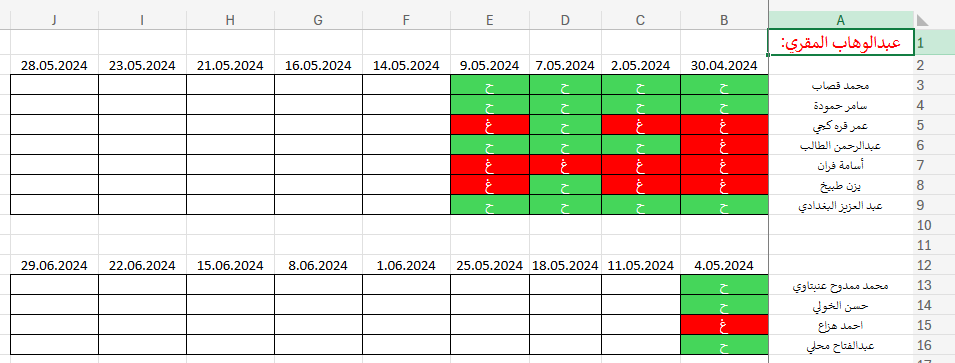 A B C D E F G H I J
1 عبدالوهاب المقري:
2 30.04.2024 2.05.2024 7.05.2024 9.05.2024 14.05.2024 16.05.2024 21.05.2024 23.05.2024 28.05.2024
3 محمد قصاب ح ح ح ح
4 سامر حمودة ح ح ح ح
5 عمر قره كجي غ غ ح غ
6 عبدالرحمن الطالب غ ح ح ح
7 أسامة فران غ غ غ غ
8 يزن طبيخ غ غ ح غ
9 عبد العزيز البغدادي ح ح ح ح
10
11
12 4.05.2024 11.05.2024 18.05.2024 25.05.2024 1.06.2024 8.06.2024 15.06.2024 22.06.2024 29.06.2024
13 محمد ممدوح عنبتاوي ح
14 حسن الخولي ح
15 احمد هزاع غ
16 عبدالفتاح محلي ح